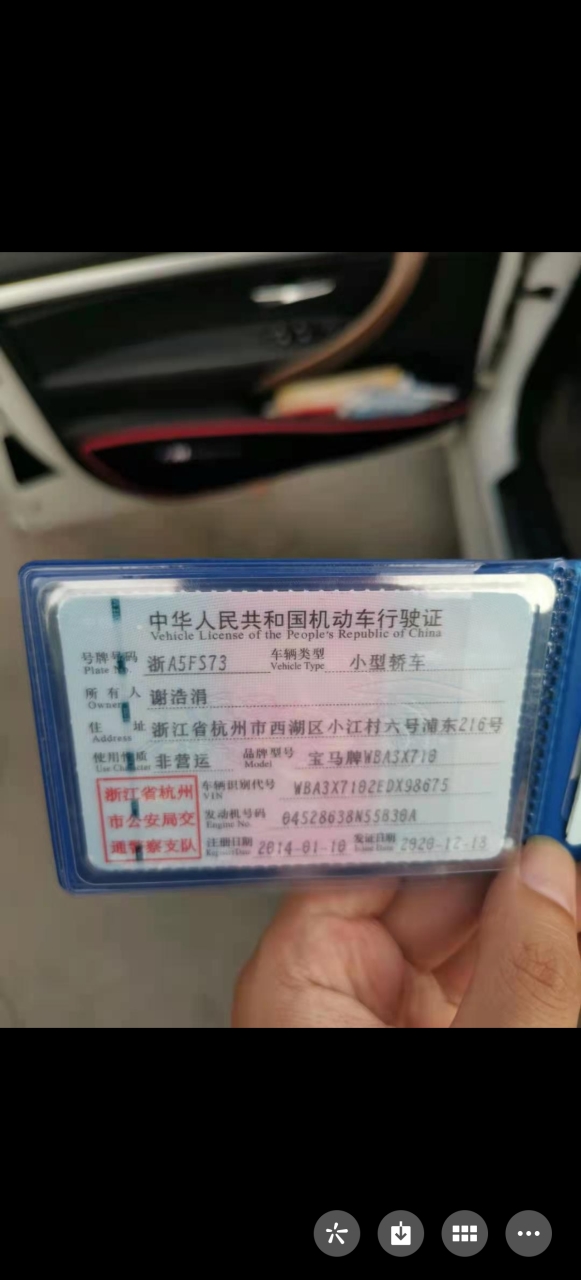 中华人民共和国机动车行驶证
Vehicle License of the People's Republic of China
号牌号码 浙A5FS73 车辆类型 小型轿车
Plate No. Vehicle Type
所有人 谢浩涓
Owner
住址 浙江省杭州市西湖区小江村六号浦东216号
Address
使用性质 非营运 品牌型号 宝马牌WBA3X710
Use Character Model
浙江省杭州 车辆识别代号 WBA3X7102EDX98675
VIN
市公安局交 发动机号码 04528638N55B30A
Engine No.
通警察支队 注册日期 2014-01-10 发证日期
Register Date Issue Date